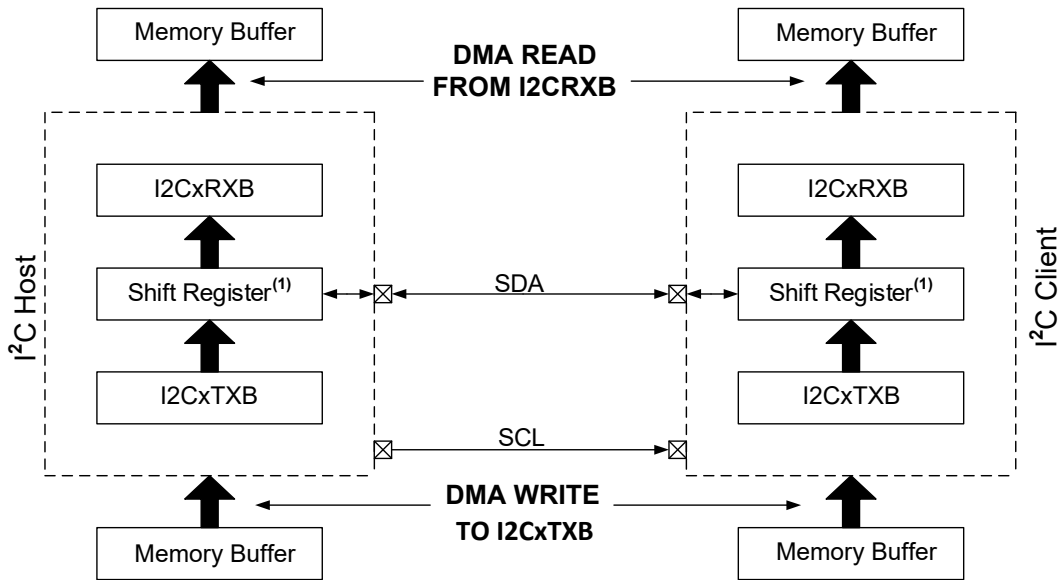 Memory Buffer
Memory Buffer
DMA READ
FROM I2CRXB
I²C Host
I2CxRXB
I2CxRXB
I²C Client
Shift Register(1)
SDA
Shift Register(1)
I2CxTXB
I2CxTXB
SCL
DMA WRITE
TO I2CxTXB
Memory Buffer
Memory Buffer